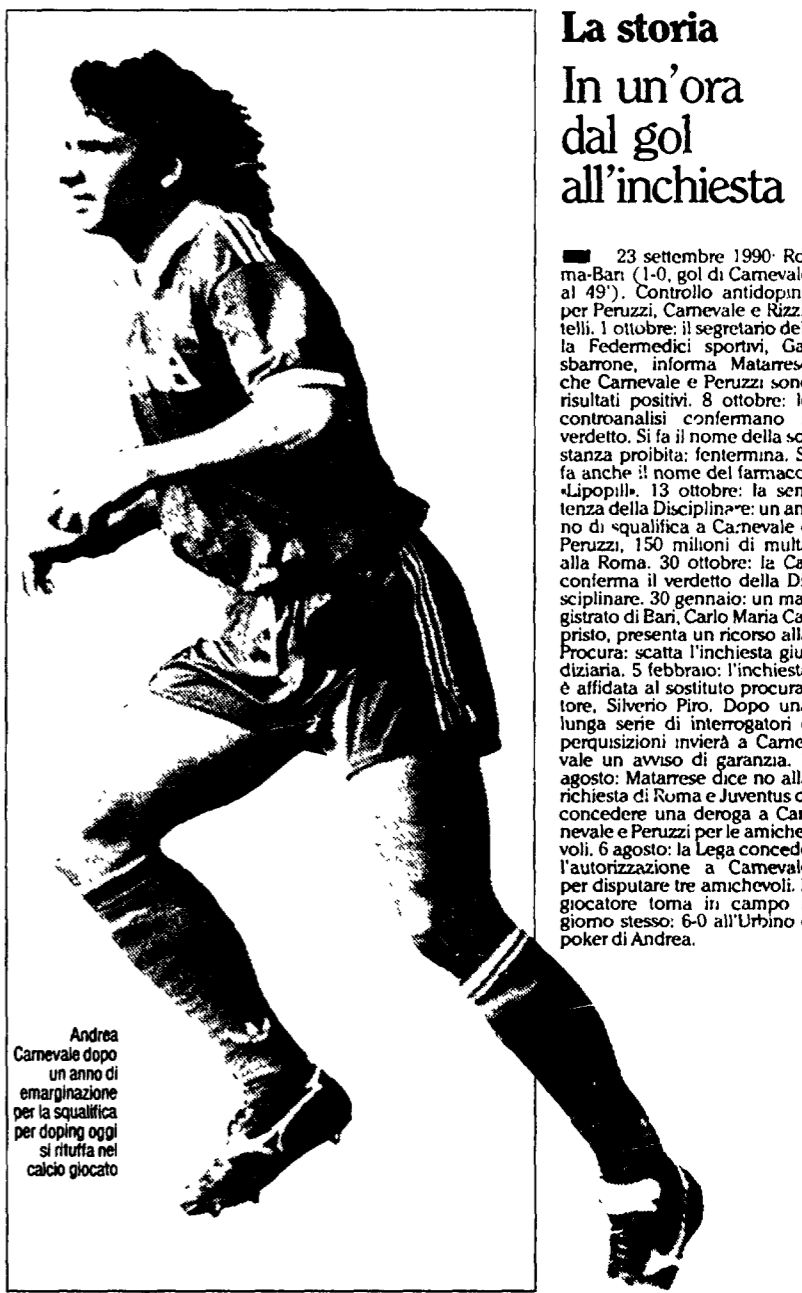 La storia
In un'ora
dal gol
all'inchiesta
23 settembre 1990· Ro
ma-Bari (1-0, gol di Carnevale
al 49'). Controllo antidopin
per Peruzzi, Carnevale e Rizz
telli. 1 ottobre: il segretario del
la Federmedici sportivi, Ga
sbarrone, informa Matarrese
che Carnevale e Peruzzi sono
risultati positivi. 8 ottobre: l
controanalisi confermano
verdetto. Si fa il nome della so
stanza proibita: fentermina. S
fa anche il nome del farmaco
«Lipopill». 13 ottobre: la sen
tenza della Disciplinare: un an
no di squalifica a Carnevale e
Peruzzi, 150 milioni di multa
alla Roma. 30 ottobre: la Ca
conferma il verdetto della Di
sciplinare. 30 gennaio: un ma
gistrato di Bari, Carlo Maria Ca
pristo, presenta un ricorso alla
Procura: scatta l'inchiesta giu
diziaria. 5 febbraio: l'inchiesta
è affidata al sostituto procura
tore, Silverio Piro. Dopo una
lunga serie di interrogatori e
perquisizioni invierà a Carne
vale un avviso di garanzia.
agosto: Matarrese dice no alla
richiesta di Roma e Juventus d
concedere una deroga a Car
nevale e Peruzzi per le amiche
voli. 6 agosto: la Lega concede
l'autorizzazione a Carnevale
per disputare tre amichevoli.
giocatore torna in campo
giorno stesso: 6-0 all'Urbino e
poker di Andrea.
Andrea
Carnevale dopo
un anno di
emarginazione
per la squalifica
per doping oggi
si rituffa nel
calcio giocato